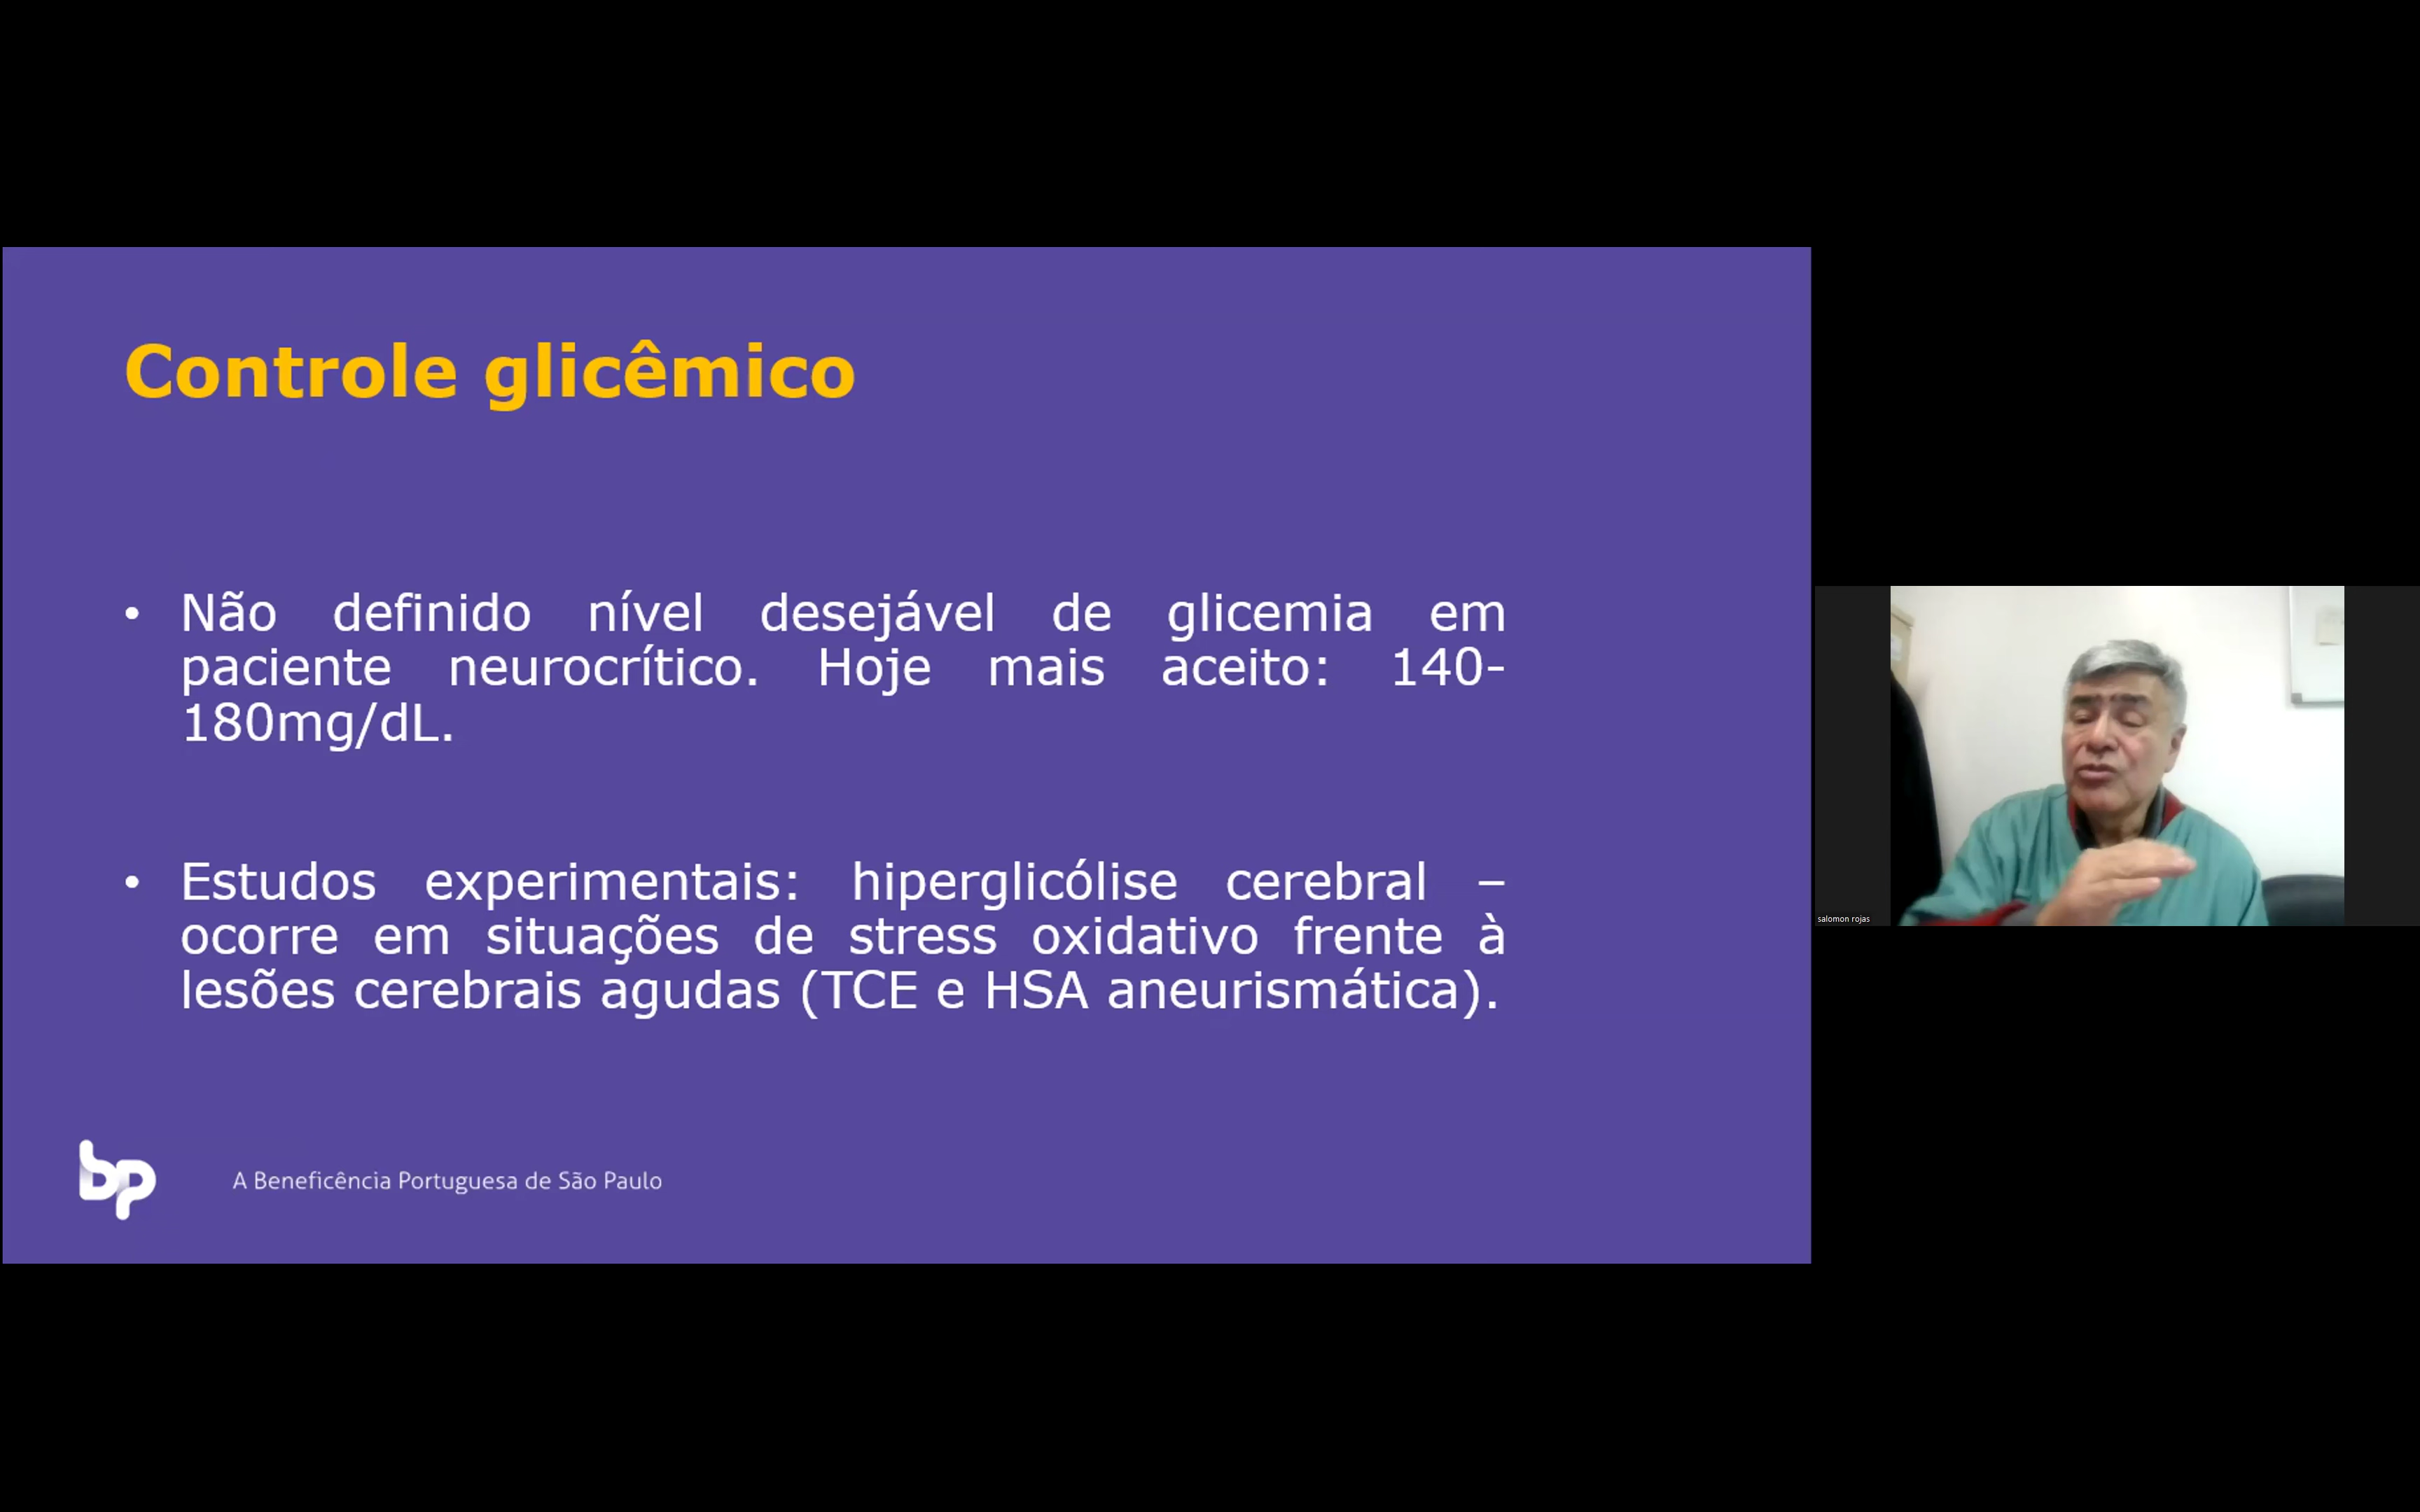 Controle glicêmico
• Não definido nível desejável de glicemia em
paciente neurocrítico. Hoje mais aceito: 140-
180mg/dL.
• Estudos experimentais: hiperglicólise cerebral –
ocorre em situações de stress oxidativo frente à
lesões cerebrais agudas (TCE e HSA aneurismática).
bp
A Beneficência Portuguesa de São Paulo
salomon rojas